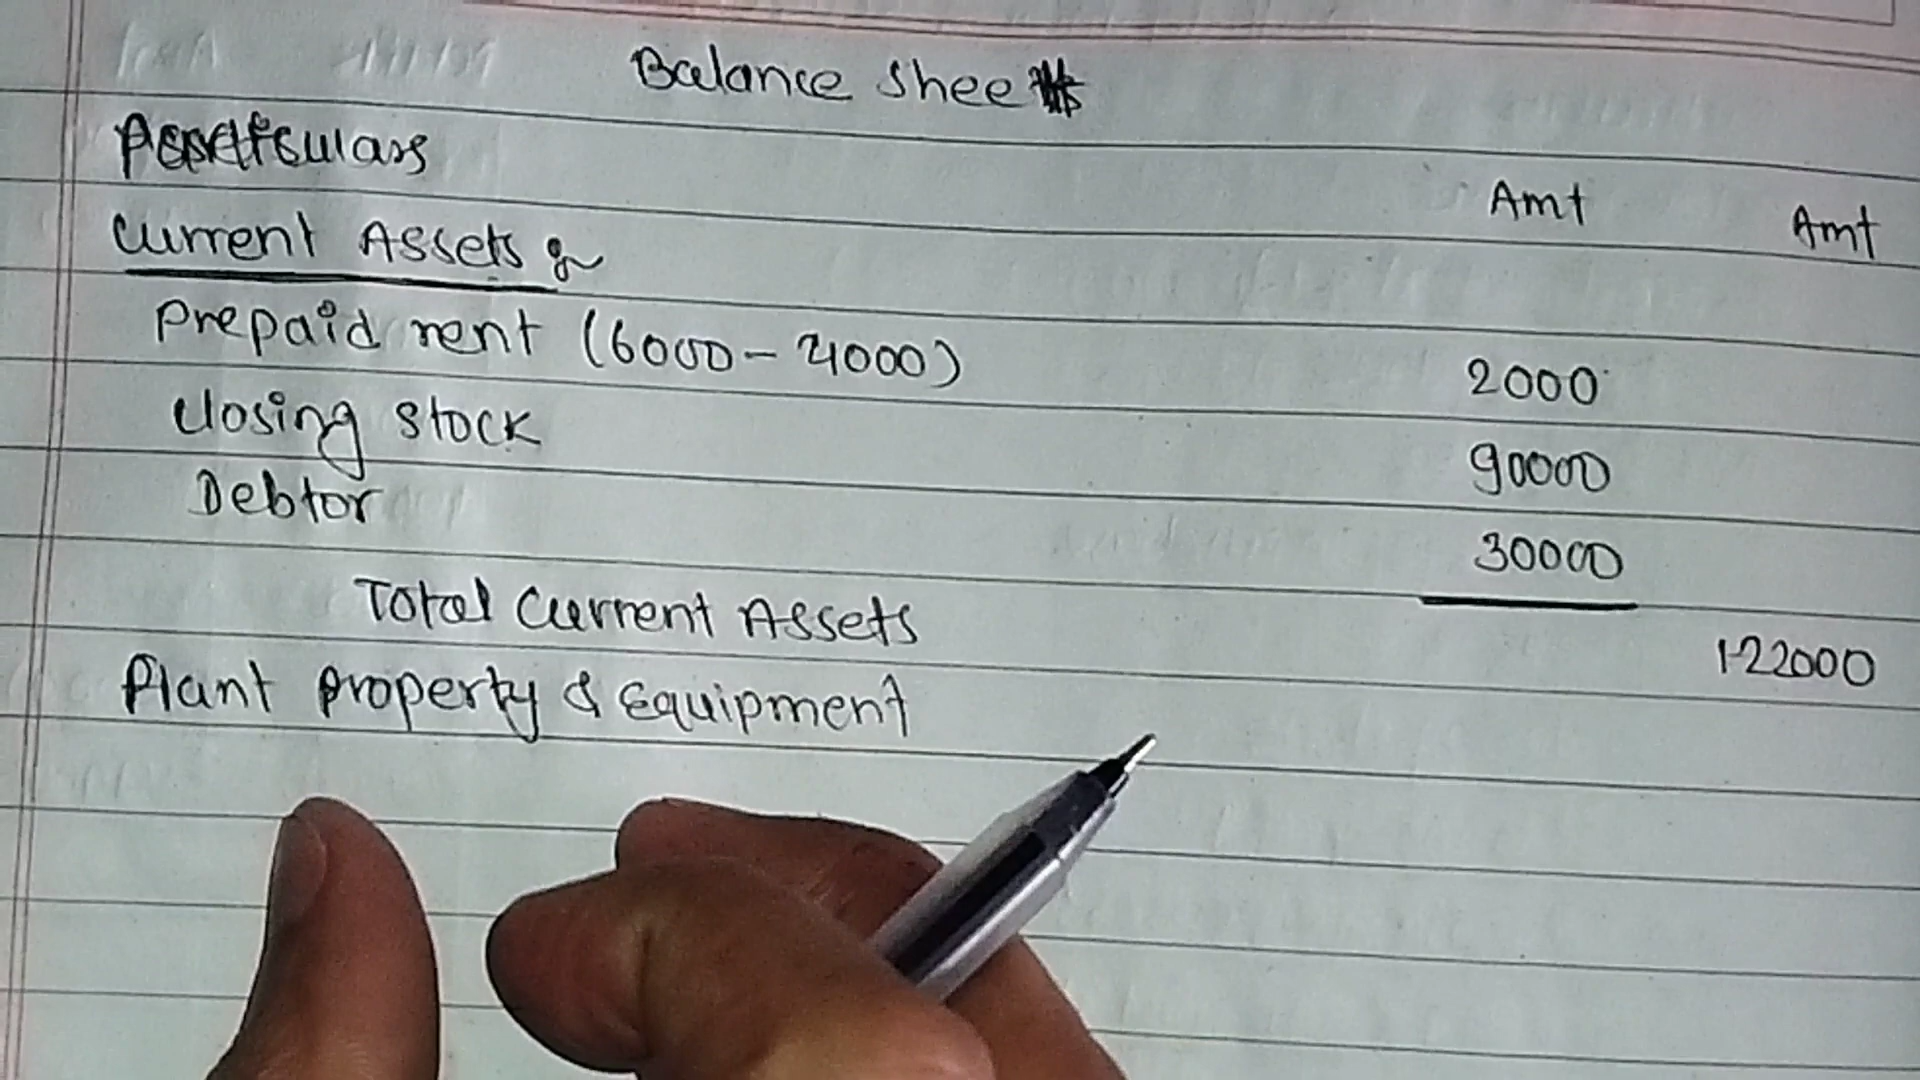 Balance Sheet
Particulars Amt Amt
Current Assets :-
Prepaid rent (6000 - 4000) 2000
Closing Stock 90000
Debtor 30000
Total Current Assets 122000
Plant Property & Equipment